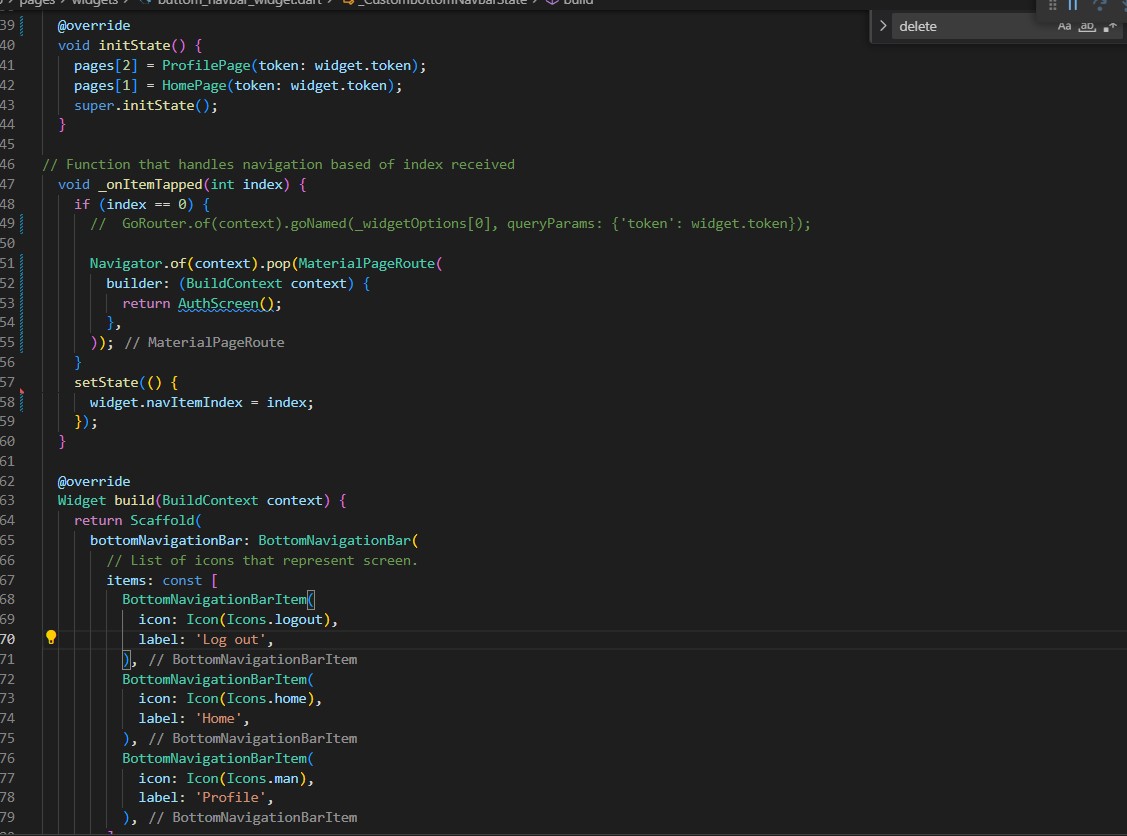 pages > widgets > buttom_navbar_widget.dart > _CustomBottomNavBarState > build
delete
Aa ab
39 @override
40 void initState() {
41 pages[2] = ProfilePage(token: widget.token);
42 pages[1] = HomePage(token: widget.token);
43 super.initState();
44 }
45
46 // Function that handles navigation based of index received
47 void _onItemTapped(int index) {
48 if (index == 0) {
49 //  GoRouter.of(context).goNamed(_widgetOptions[0], queryParams: {'token': widget.token});
50
51 Navigator.of(context).pop(MaterialPageRoute(
52 builder: (BuildContext context) {
53 return AuthScreen();
54 },
55 )); // MaterialPageRoute
56 }
57 setState(() {
58 widget.navItemIndex = index;
59 });
60 }
61
62 @override
63 Widget build(BuildContext context) {
64 return Scaffold(
65 bottomNavigationBar: BottomNavigationBar(
66 // List of icons that represent screen.
67 items: const [
68 BottomNavigationBarItem(
69 icon: Icon(Icons.logout),
70 label: 'Log out',
71 ), // BottomNavigationBarItem
72 BottomNavigationBarItem(
73 icon: Icon(Icons.home),
74 label: 'Home',
75 ), // BottomNavigationBarItem
76 BottomNavigationBarItem(
77 icon: Icon(Icons.man),
78 label: 'Profile',
79 ), // BottomNavigationBarItem